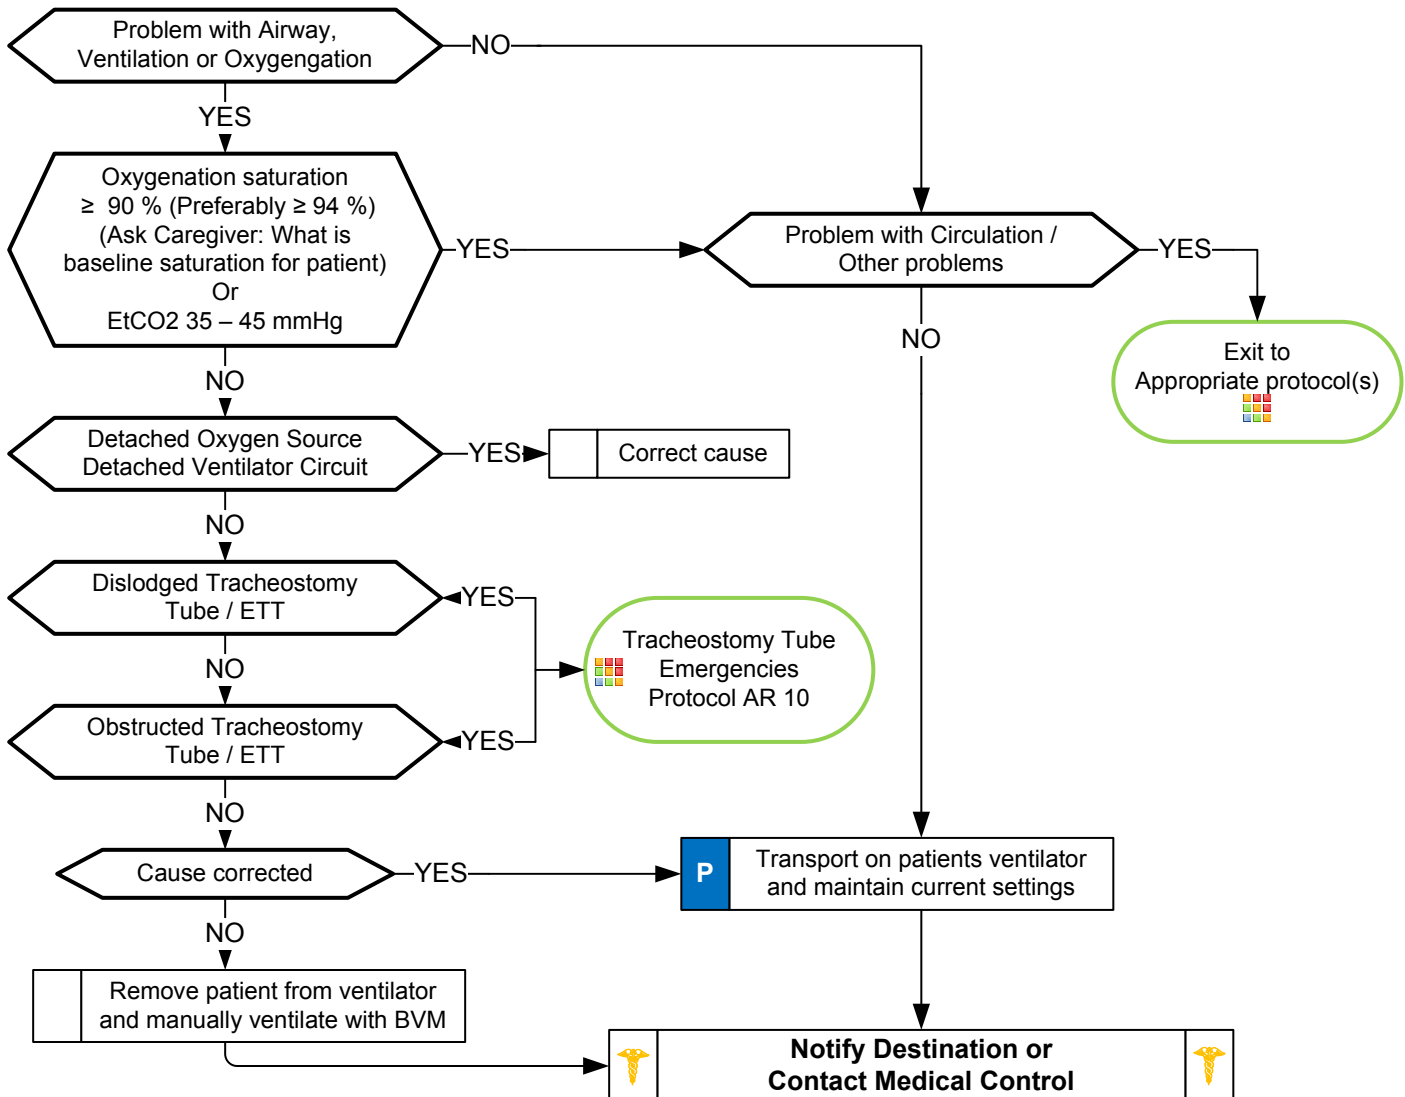 Problem with Airway,
Ventilation or Oxygengation
NO
YES
Oxygenation saturation
≥ 90 % (Preferably ≥ 94 %)
(Ask Caregiver: What is
baseline saturation for patient)
Or
EtCO2 35 – 45 mmHg
YES
Problem with Circulation /
Other problems
YES
NO
Exit to
Appropriate protocol(s)
NO
Detached Oxygen Source
Detached Ventilator Circuit
YES
Correct cause
NO
Dislodged Tracheostomy
Tube / ETT
YES
Tracheostomy Tube
Emergencies
Protocol AR 10
NO
Obstructed Tracheostomy
Tube / ETT
YES
NO
Cause corrected
YES
P
Transport on patients ventilator
and maintain current settings
NO
Remove patient from ventilator
and manually ventilate with BVM
Notify Destination or
Contact Medical Control